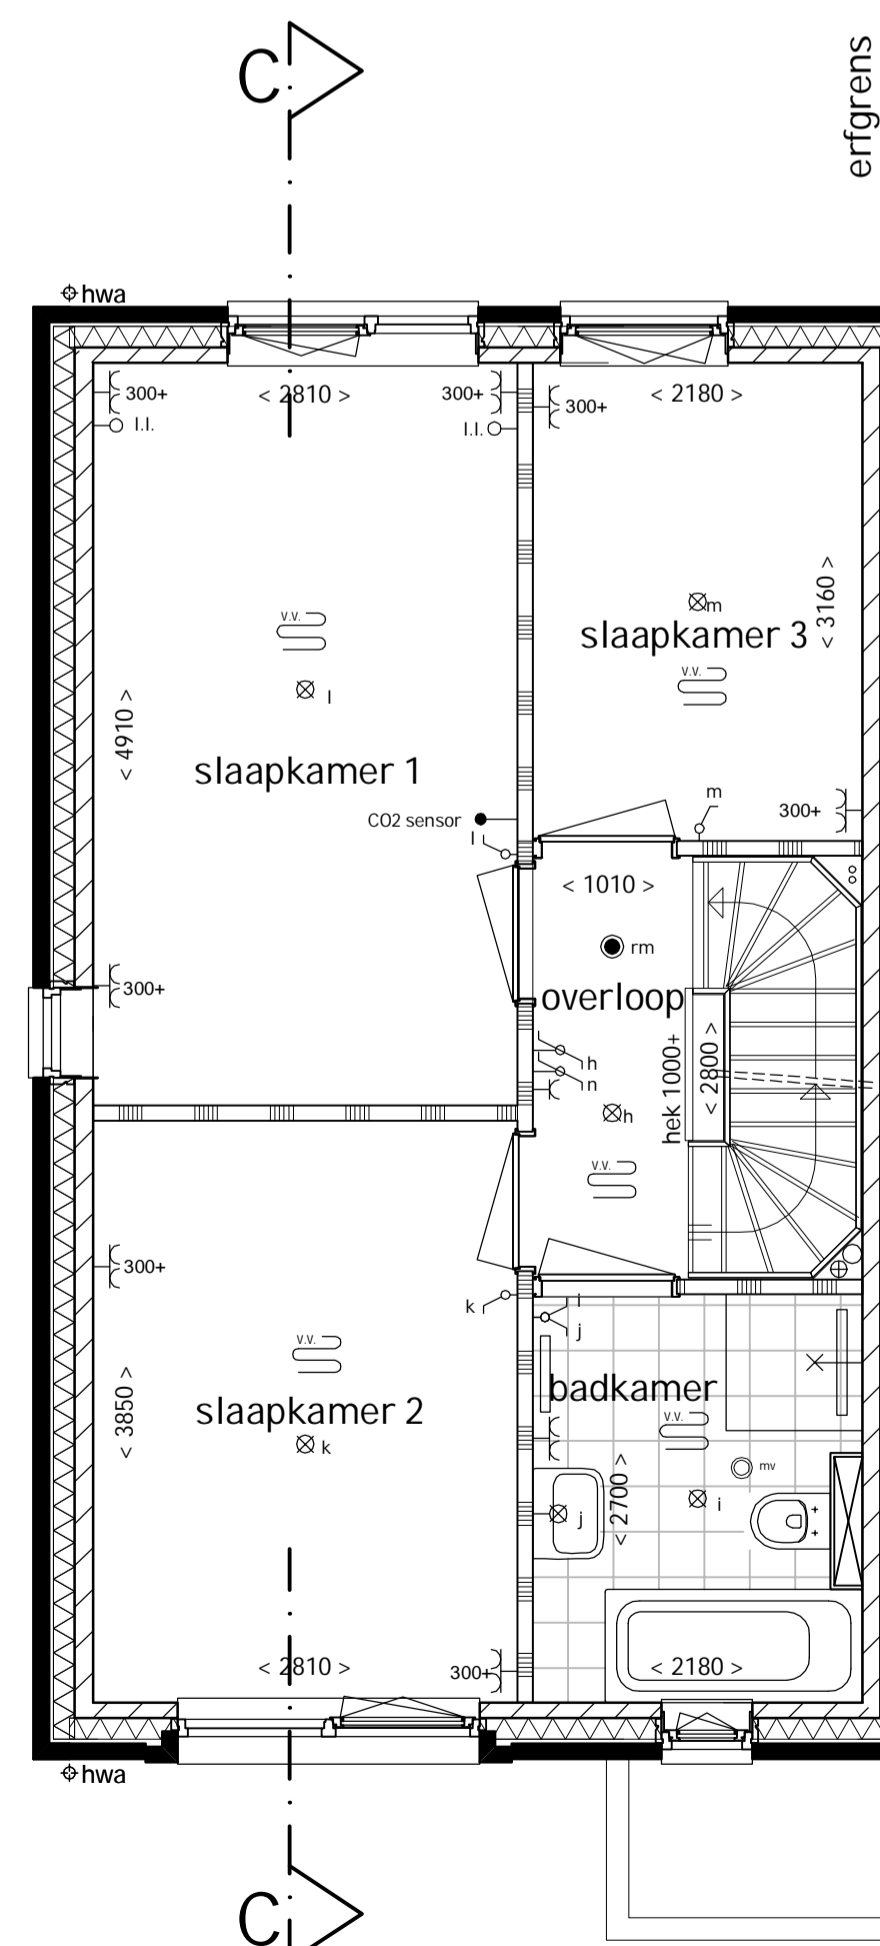 C
erfgrens
hwa
300+
< 2810 >
300+
l.l.
l.l.
300+
< 2180 >
v.v.
l
< 4910 >
slaapkamer 1
CO2 sensor
l
m
slaapkamer 3
< 3160 >
v.v.
m
300+
< 1010 >
rm
overloop
300+
h
n
h
hek 1000+
< 2800 >
v.v.
300+
k
i
j
v.v.
slaapkamer 2
k
< 3850 >
badkamer
v.v.
mv
i
j
< 2700 >
< 2810 >
300+
< 2180 >
hwa
C